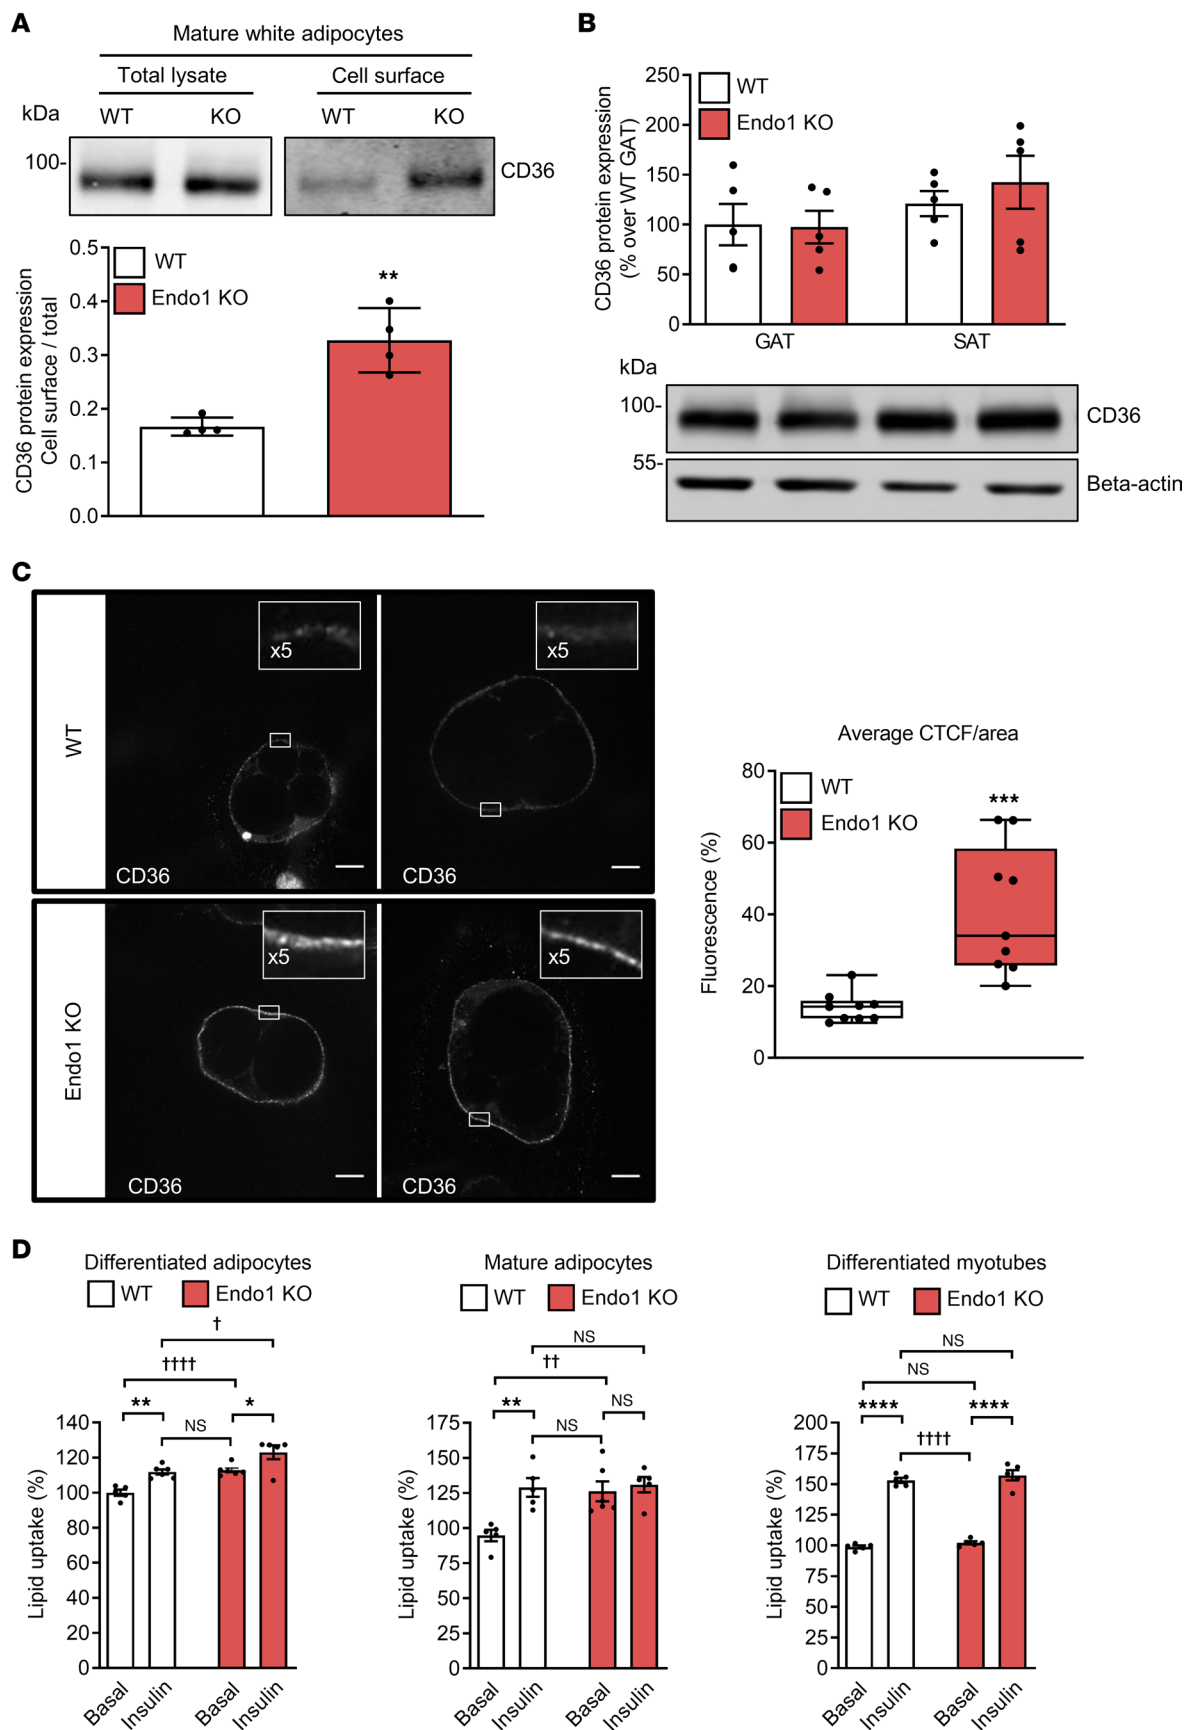 A
Mature white adipocytes
Total lysate
Cell surface
kDa
WT
KO
WT
KO
100-
CD36
CD36 protein expression
Cell surface / total
0.5
0.4
0.3
0.2
0.1
0.0
WT
Endo1 KO
**
B
CD36 protein expression
(% over WT GAT)
250
200
150
100
50
0
WT
Endo1 KO
GAT
SAT
kDa
100-
CD36
55-
Beta-actin
C
WT
x5
CD36
x5
CD36
Endo1 KO
x5
CD36
x5
CD36
Average CTCF/area
Fluorescence (%)
80
60
40
20
0
WT
Endo1 KO
***
D
Differentiated adipocytes
WT
Endo1 KO
†
††††
**
NS
*
Lipid uptake (%)
140
120
100
80
60
40
20
0
Basal
Insulin
Basal
Insulin
Mature adipocytes
WT
Endo1 KO
NS
††
**
NS
NS
Lipid uptake (%)
175
150
125
100
75
50
25
0
Basal
Insulin
Basal
Insulin
Differentiated myotubes
WT
Endo1 KO
NS
NS
****
****
††††
Lipid uptake (%)
200
175
150
125
100
75
50
25
0
Basal
Insulin
Basal
Insulin